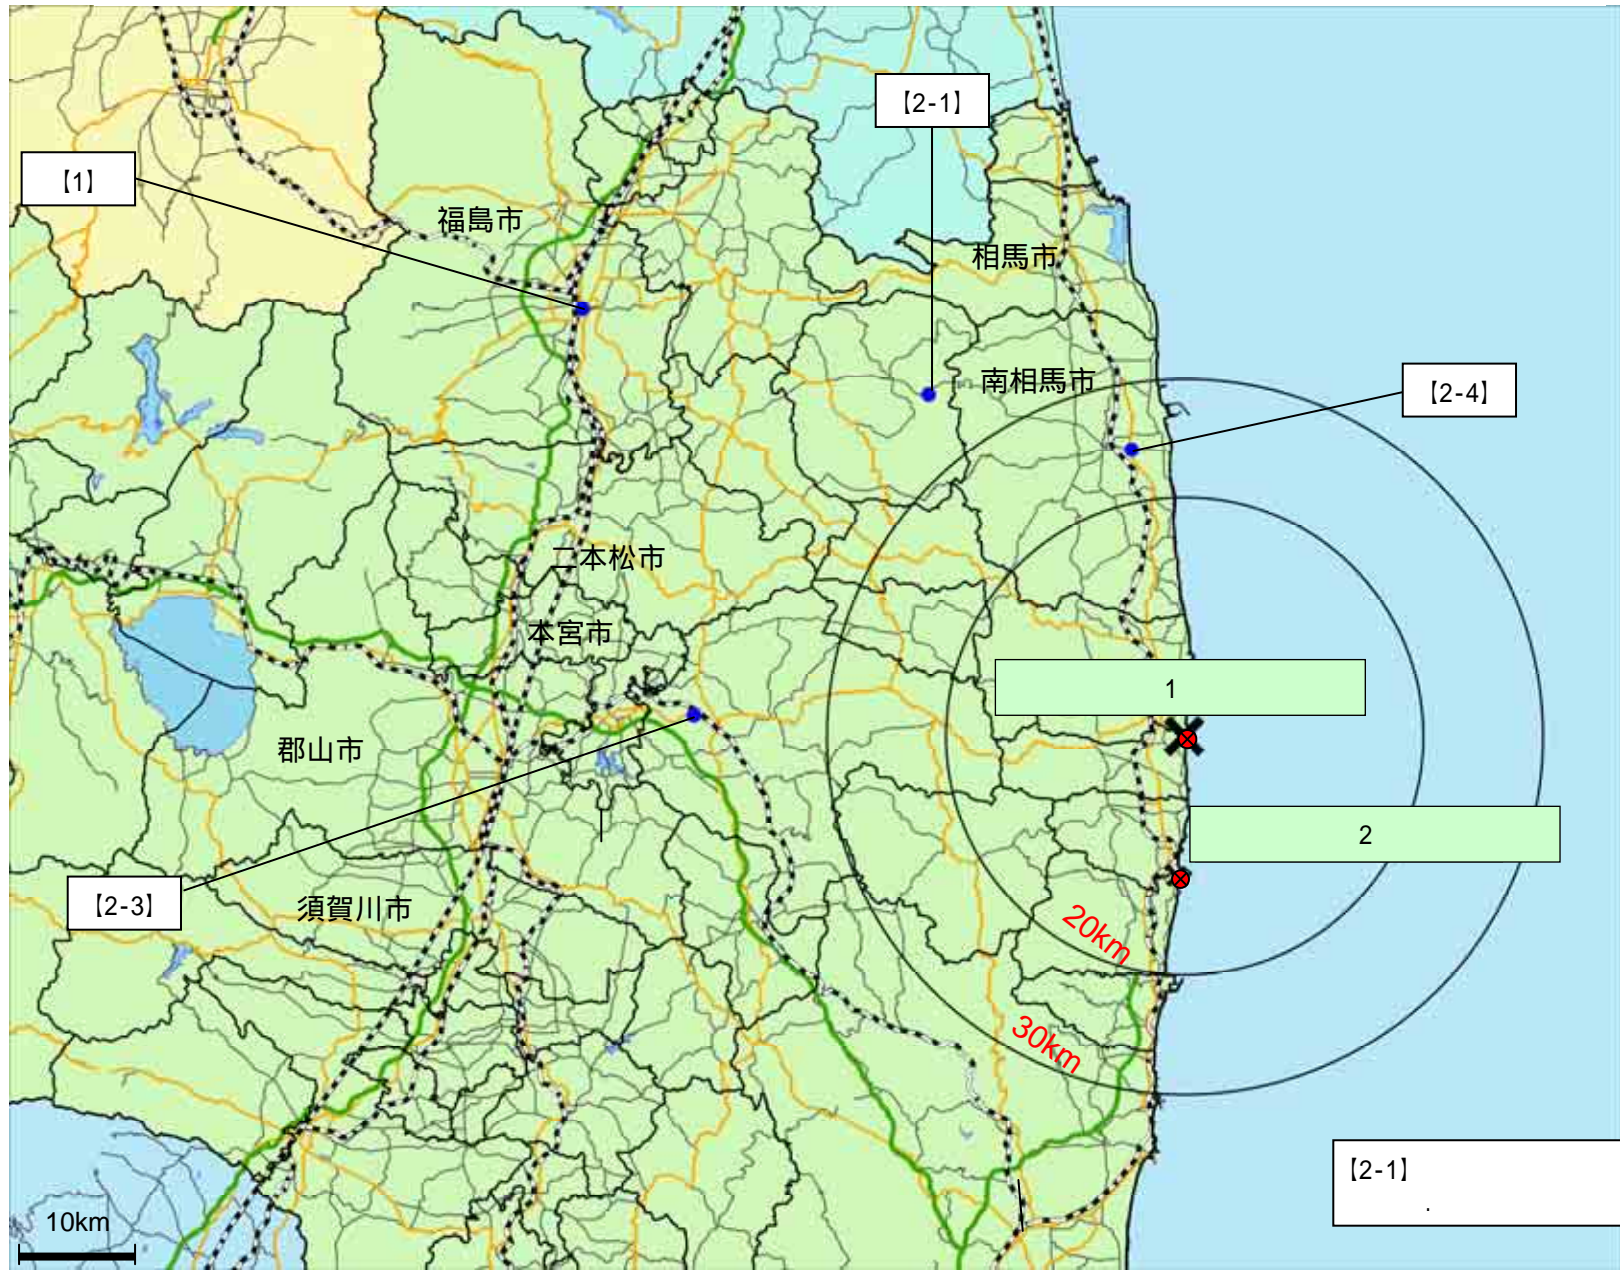 【2-1】
【1】
福島市
相馬市
南相馬市
【2-4】
二本松市
本宮市
1
郡山市
2
【2-3】
須賀川市
20km
30km
【2-1】
.
10km